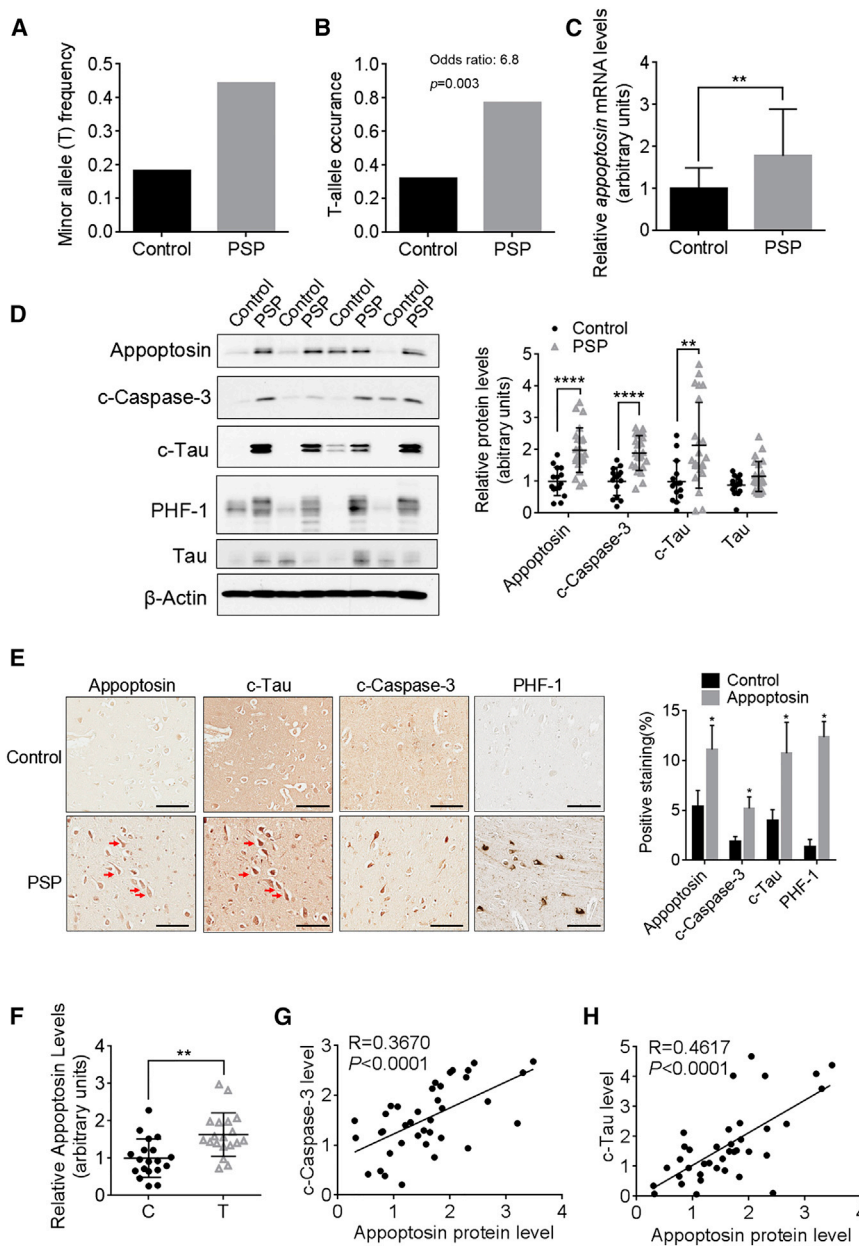 A
Minor allele (T) frequency
0.5
0.4
0.3
0.2
0.1
0.0
Control
PSP
B
T-allele occurance
1.0
0.8
0.6
0.4
0.2
0.0
Odds ratio: 6.8
p=0.003
Control
PSP
C
Relative appoptosin mRNA levels
(arbitrary units)
4
3
2
1
0
**
Control
PSP
D
Control
PSP
Control
PSP
Control
PSP
Control
PSP
Appoptosin
c-Caspase-3
c-Tau
PHF-1
Tau
β-Actin
Relative protein levels
(abitrary units)
5
4
3
2
1
0
Control
PSP
****
****
**
Appoptosin
c-Caspase-3
c-Tau
Tau
E
Appoptosin
c-Tau
c-Caspase-3
PHF-1
Control
PSP
Control
Appoptosin
Positive staining(%)
15
10
5
0
*
*
*
*
Appoptosin
c-Caspase-3
c-Tau
PHF-1
F
Relative Appoptosin Levels
(arbitrary units)
4
3
2
1
0
**
C
T
G
R=0.3670
P<0.0001
c-Caspase-3 level
3
2
1
0
0
1
2
3
4
Appoptosin protein level
H
R=0.4617
P<0.0001
c-Tau level
5
4
3
2
1
0
0
1
2
3
4
Appoptosin protein level